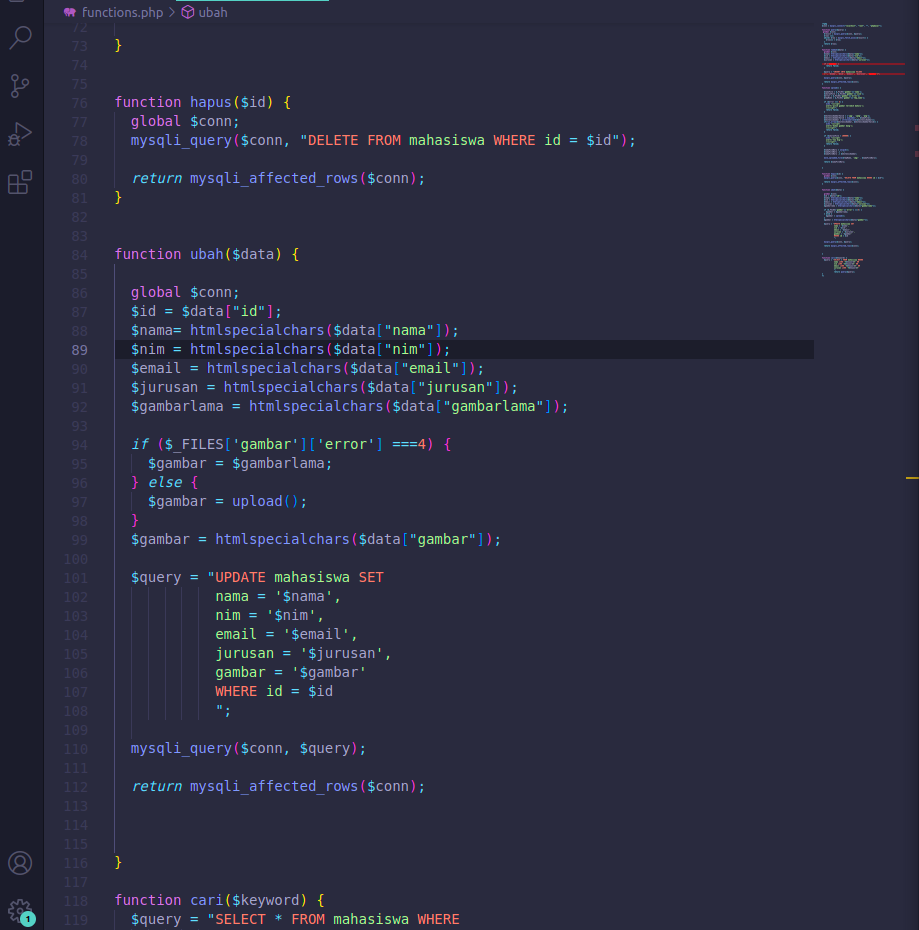 functions.php > ubah
72
73 }
74
75
76 function hapus($id) {
77 global $conn;
78 mysqli_query($conn, "DELETE FROM mahasiswa WHERE id = $id");
79
80 return mysqli_affected_rows($conn);
81 }
82
83
84 function ubah($data) {
85
86 global $conn;
87 $id = $data["id"];
88 $nama= htmlspecialchars($data["nama"]);
89 $nim = htmlspecialchars($data["nim"]);
90 $email = htmlspecialchars($data["email"]);
91 $jurusan = htmlspecialchars($data["jurusan"]);
92 $gambarlama = htmlspecialchars($data["gambarlama"]);
93
94 if ($_FILES['gambar']['error'] ===4) {
95 $gambar = $gambarlama;
96 } else {
97 $gambar = upload();
98 }
99 $gambar = htmlspecialchars($data["gambar"]);
100
101 $query = "UPDATE mahasiswa SET
102 nama = '$nama',
103 nim = '$nim',
104 email = '$email',
105 jurusan = '$jurusan',
106 gambar = '$gambar'
107 WHERE id = $id
108 ";
109
110 mysqli_query($conn, $query);
111
112 return mysqli_affected_rows($conn);
113
114
115
116 }
117
118 function cari($keyword) {
119 $query = "SELECT * FROM mahasiswa WHERE
1